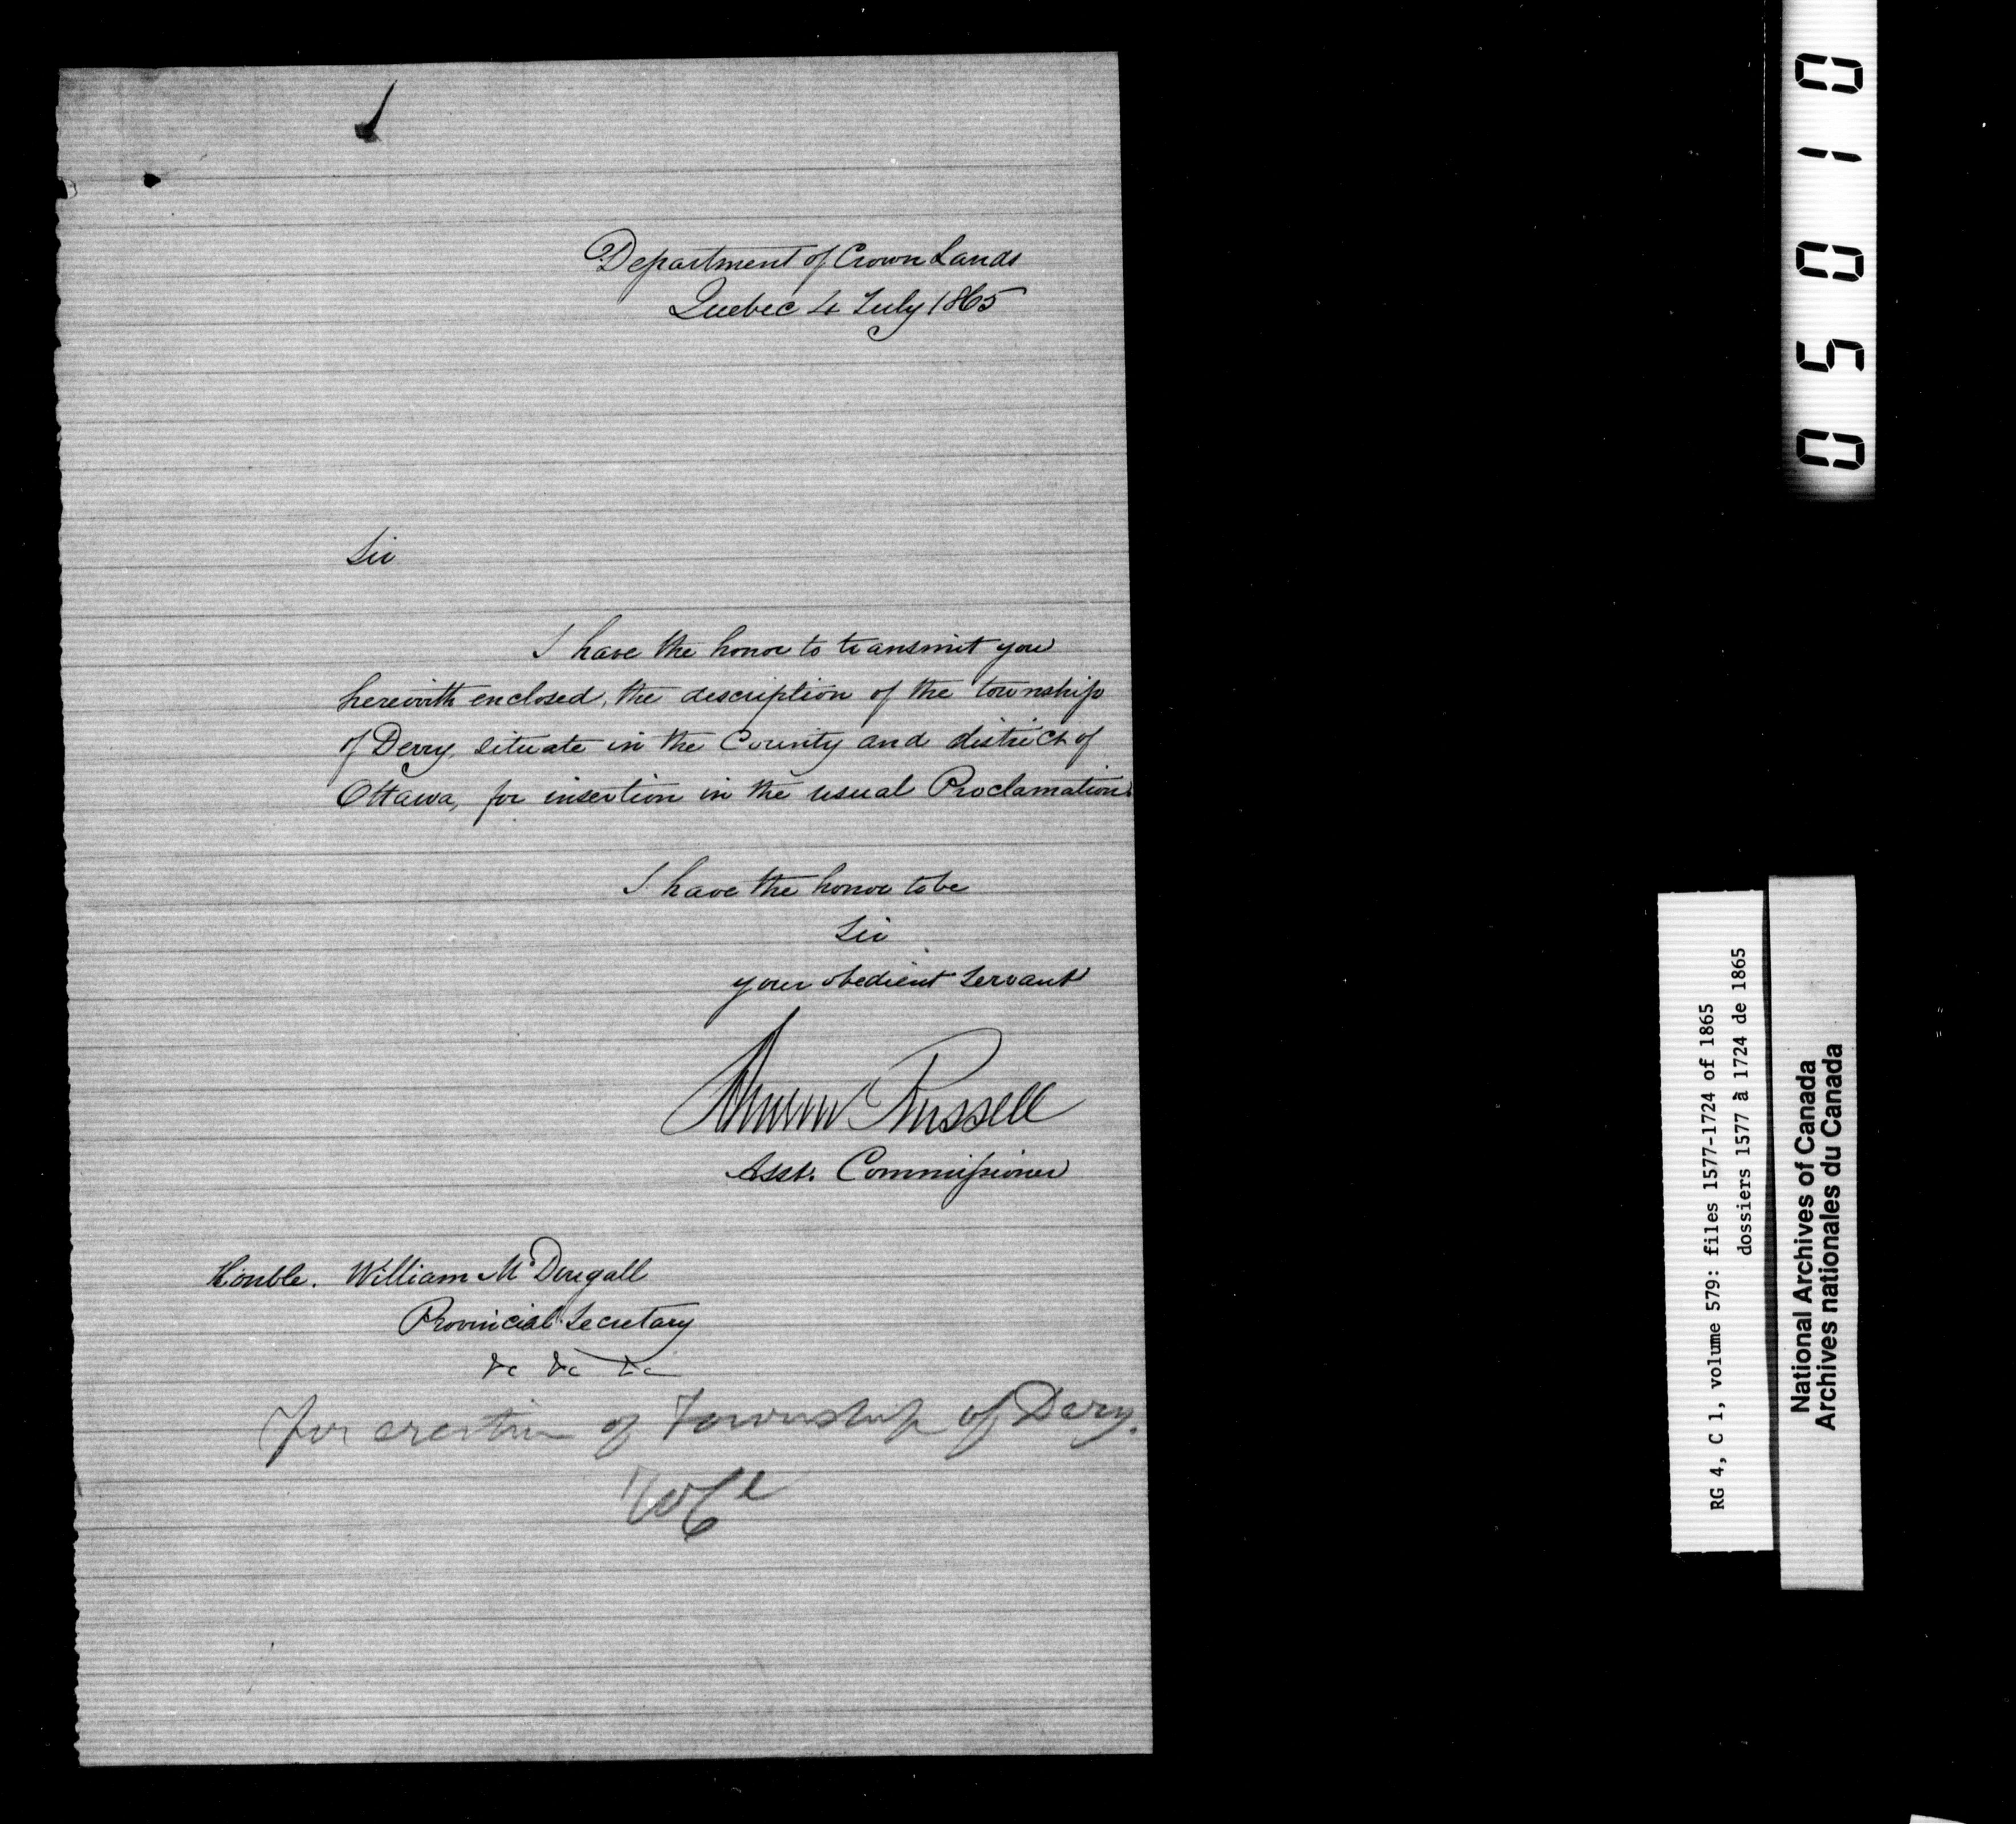 Department of Crown Lands
Quebec 4 July 1865
Sir
I have the honor to transmit you
herewith enclosed, the description of the township
of Derry, situate in the County and district of
Ottawa, for insertion in the usual Proclamation.
I have the honor to be
Sir
your obedient servant
Andrew Russell
Asst. Commissioner
Honble. William McDougall
Provincial Secretary
&c &c &c
for erection of Township of Dery.
01050
RG 4, C 1, volume 579: files 1577-1724 of 1865
dossiers 1577 à 1724 de 1865
National Archives of Canada
Archives nationales du Canada